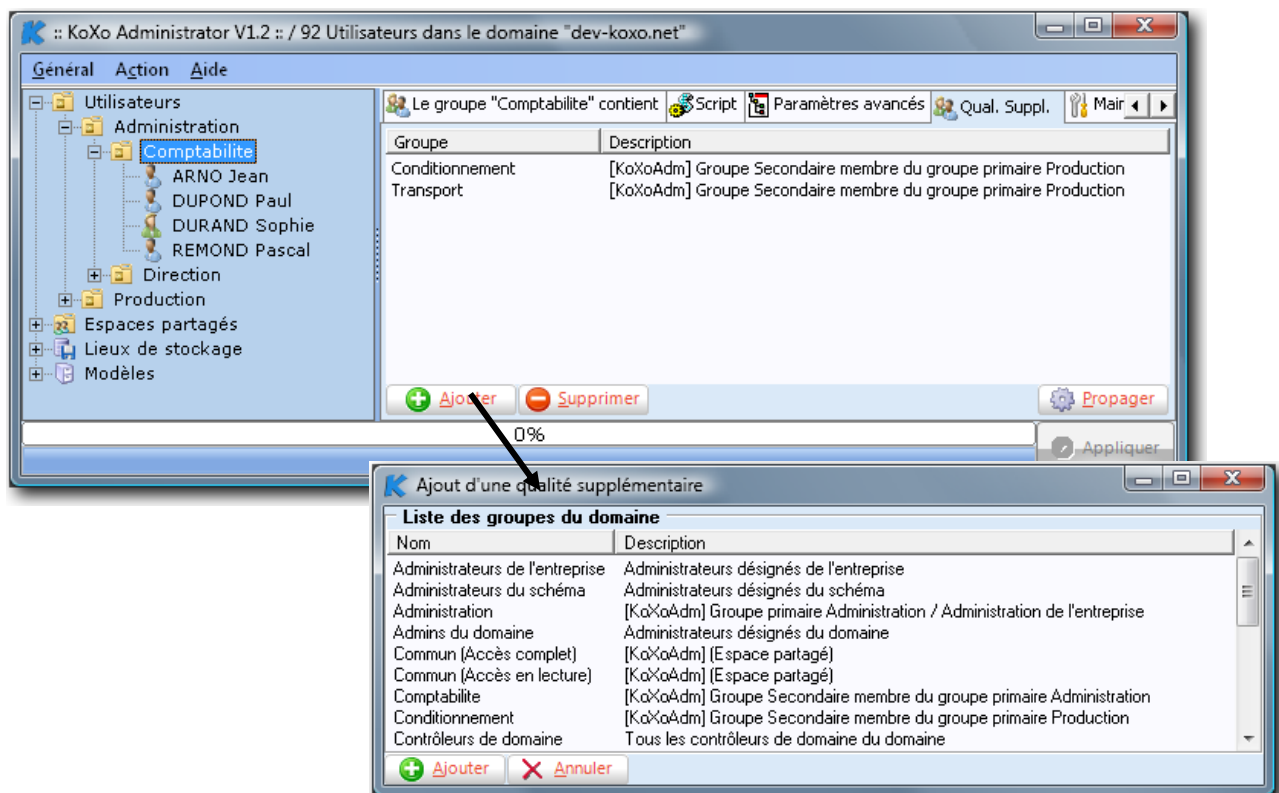 :: KoXo Administrator V1.2 :: / 92 Utilisateurs dans le domaine "dev-koxo.net"
Général Action Aide
Utilisateurs
Administration
Comptabilite
ARNO Jean
DUPOND Paul
DURAND Sophie
REMOND Pascal
Direction
Production
Espaces partagés
Lieux de stockage
Modèles
Le groupe "Comptabilite" contient Script Paramètres avancés Qual. Suppl. Mair
Groupe Description
Conditionnement [KoXoAdm] Groupe Secondaire membre du groupe primaire Production
Transport [KoXoAdm] Groupe Secondaire membre du groupe primaire Production
Ajouter Supprimer Propager
0%
Appliquer
Ajout d'une qualité supplémentaire
Liste des groupes du domaine
Nom Description
Administrateurs de l'entreprise Administrateurs désignés de l'entreprise
Administrateurs du schéma Administrateurs désignés du schéma
Administration [KoXoAdm] Groupe primaire Administration / Administration de l'entreprise
Admins du domaine Administrateurs désignés du domaine
Commun (Accès complet) [KoXoAdm] (Espace partagé)
Commun (Accès en lecture) [KoXoAdm] (Espace partagé)
Comptabilite [KoXoAdm] Groupe Secondaire membre du groupe primaire Administration
Conditionnement [KoXoAdm] Groupe Secondaire membre du groupe primaire Production
Contrôleurs de domaine Tous les contrôleurs de domaine du domaine
Ajouter Annuler